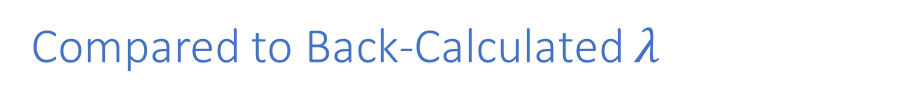 Compared to Back-Calculated λ